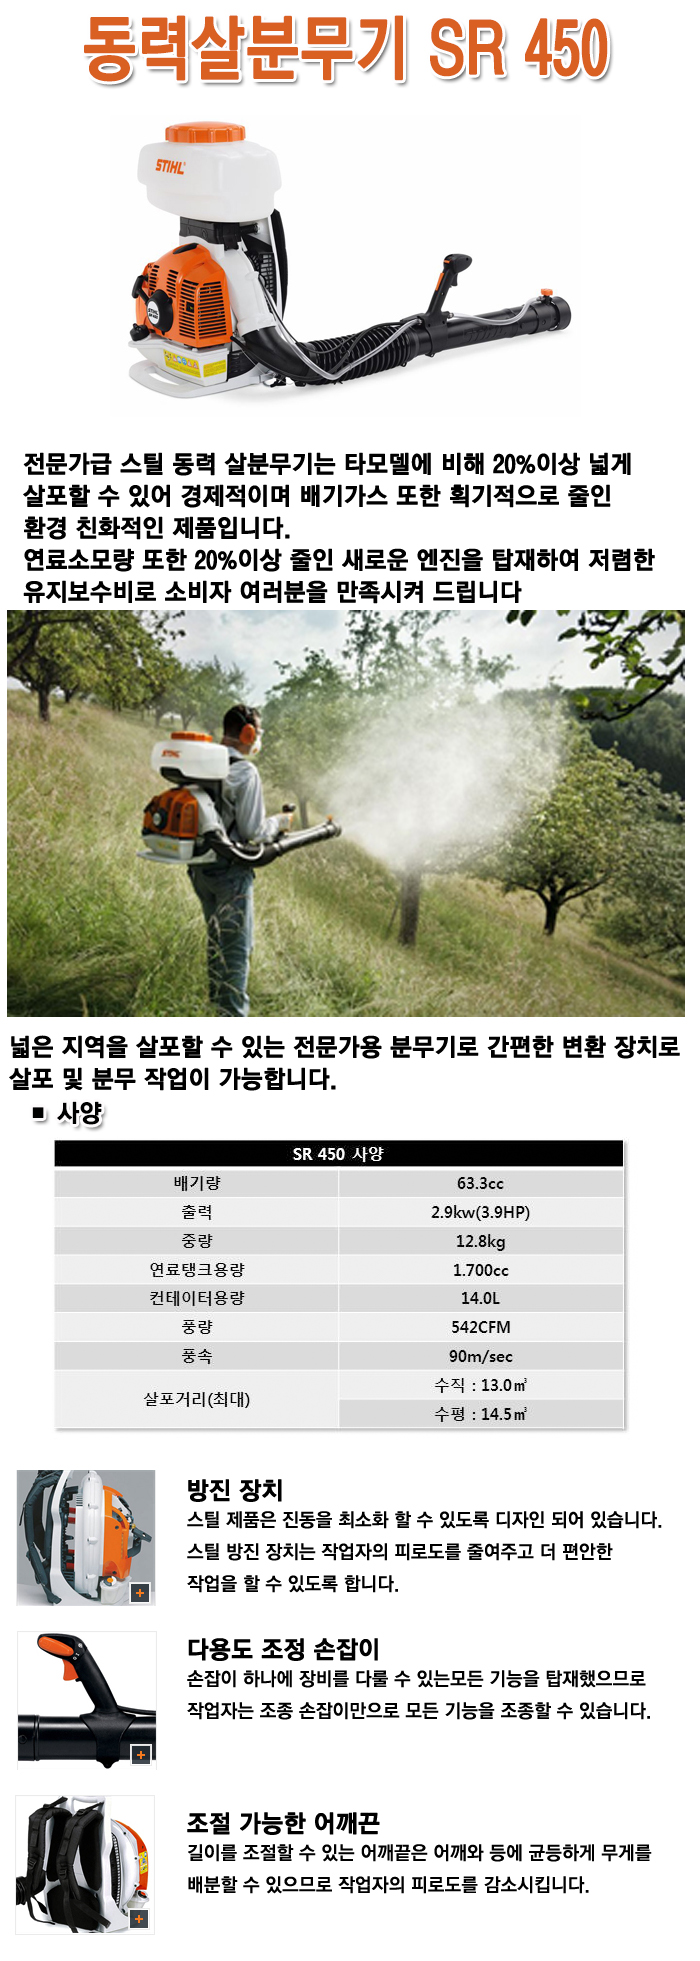 동력살분무기 SR 450
STIHL
전문가급 스틸 동력 살분무기는 타모델에 비해 20%이상 넓게
살포할 수 있어 경제적이며 배기가스 또한 획기적으로 줄인
환경 친화적인 제품입니다.
연료소모량 또한 20%이상 줄인 새로운 엔진을 탑재하여 저렴한
유지보수비로 소비자 여러분을 만족시켜 드립니다
STIHL
넓은 지역을 살포할 수 있는 전문가용 분무기로 간편한 변환 장치로
살포 및 분무 작업이 가능합니다.
■ 사양
SR 450 사양
배기량 63.3cc
출력 2.9kw(3.9HP)
중량 12.8kg
연료탱크용량 1.700cc
컨테이터용량 14.0L
풍량 542CFM
풍속 90m/sec
살포거리(최대) 수직 : 13.0㎥
수평 : 14.5㎥
방진 장치
스틸 제품은 진동을 최소화 할 수 있도록 디자인 되어 있습니다.
스틸 방진 장치는 작업자의 피로도를 줄여주고 더 편안한
작업을 할 수 있도록 합니다.
다용도 조정 손잡이
손잡이 하나에 장비를 다룰 수 있는모든 기능을 탑재했으므로
작업자는 조종 손잡이만으로 모든 기능을 조종할 수 있습니다.
조절 가능한 어깨끈
길이를 조절할 수 있는 어깨끝은 어깨와 등에 균등하게 무게를
배분할 수 있으므로 작업자의 피로도를 감소시킵니다.